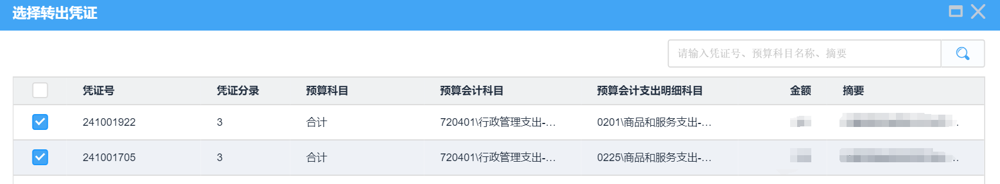 选择转出凭证
请输入凭证号、预算科目名称、摘要
凭证号 凭证分录 预算科目 预算会计科目 预算会计支出明细科目 金额 摘要
241001922 3 合计 720401\行政管理支出-... 0201\商品和服务支出-...
241001705 3 合计 720401\行政管理支出-... 0225\商品和服务支出-...